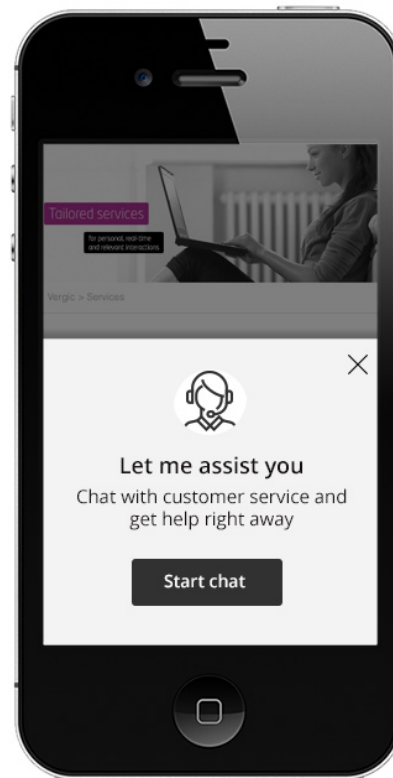 Tailored services
for personal, real-time
and relevant interactions
Vergic > Services
Let me assist you
Chat with customer service and
get help right away
Start chat